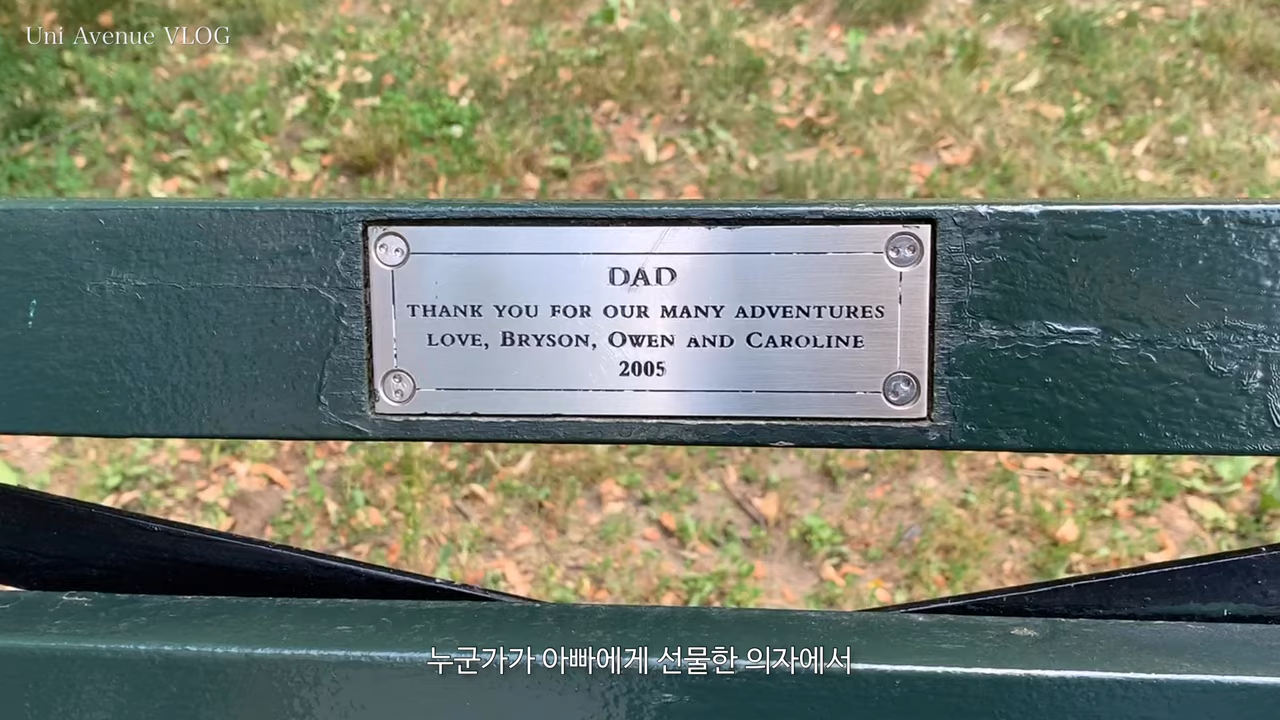 Uni Avenue VLOG
DAD
THANK YOU FOR OUR MANY ADVENTURES
LOVE, BRYSON, OWEN AND CAROLINE
2005
누군가가 아빠에게 선물한 의자에서